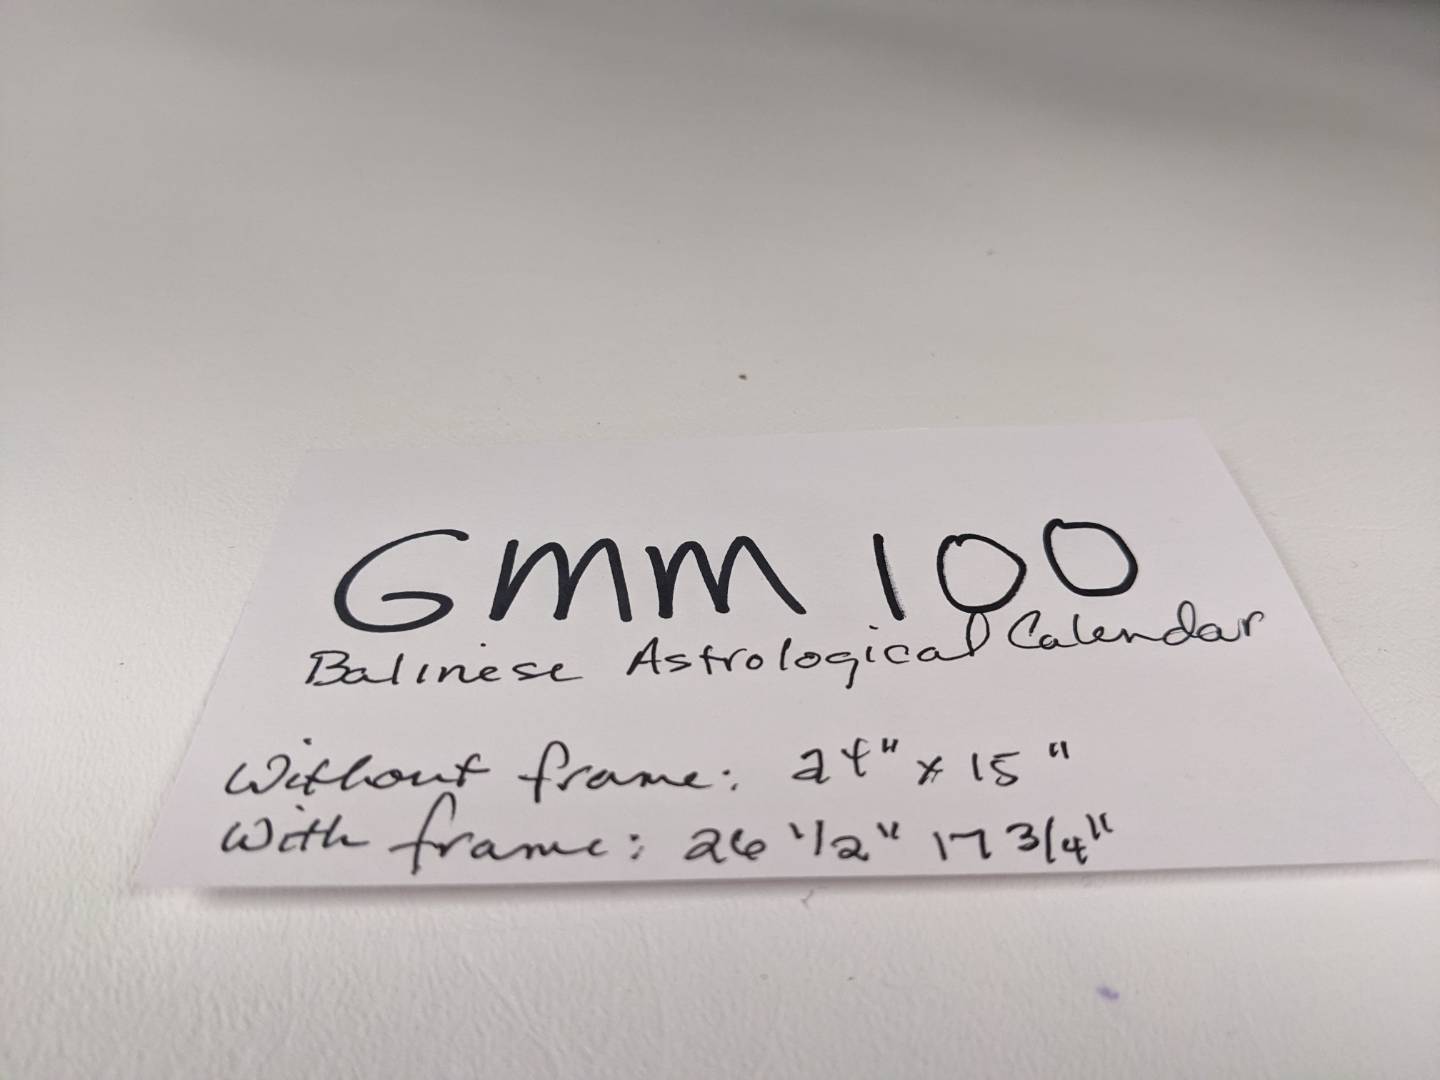 GMM 100
Balinese Astrological Calendar
Without frame: 24" x 15"
With frame: 26 1/2" 17 3/4"